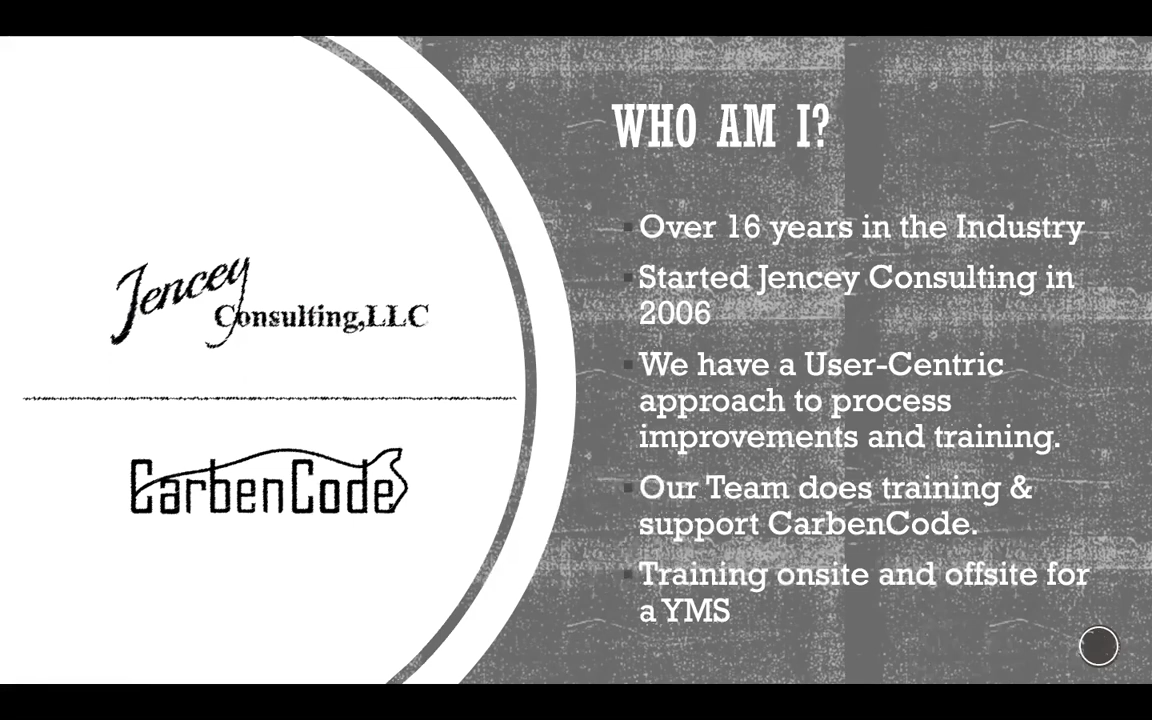 WHO AM I?
Over 16 years in the Industry
Started Jencey Consulting in
2006
We have a User-Centric
approach to process
improvements and training.
Our Team does training &
support CarbenCode.
Training onsite and offsite for
a YMS
Jencey
Consulting,LLC
CarbenCode